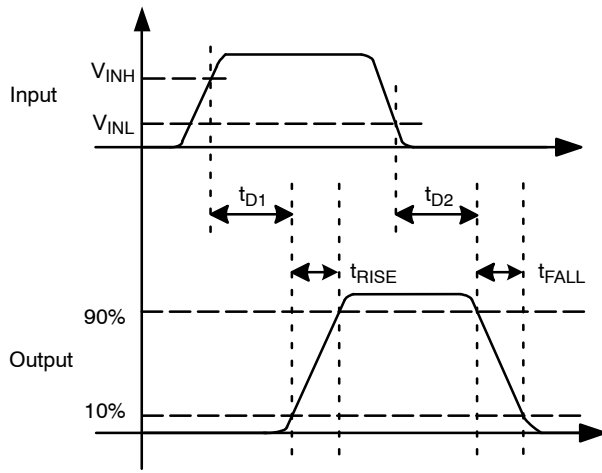 V_INH
Input
V_INL
t_D1
t_D2
t_RISE
t_FALL
90%
Output
10%